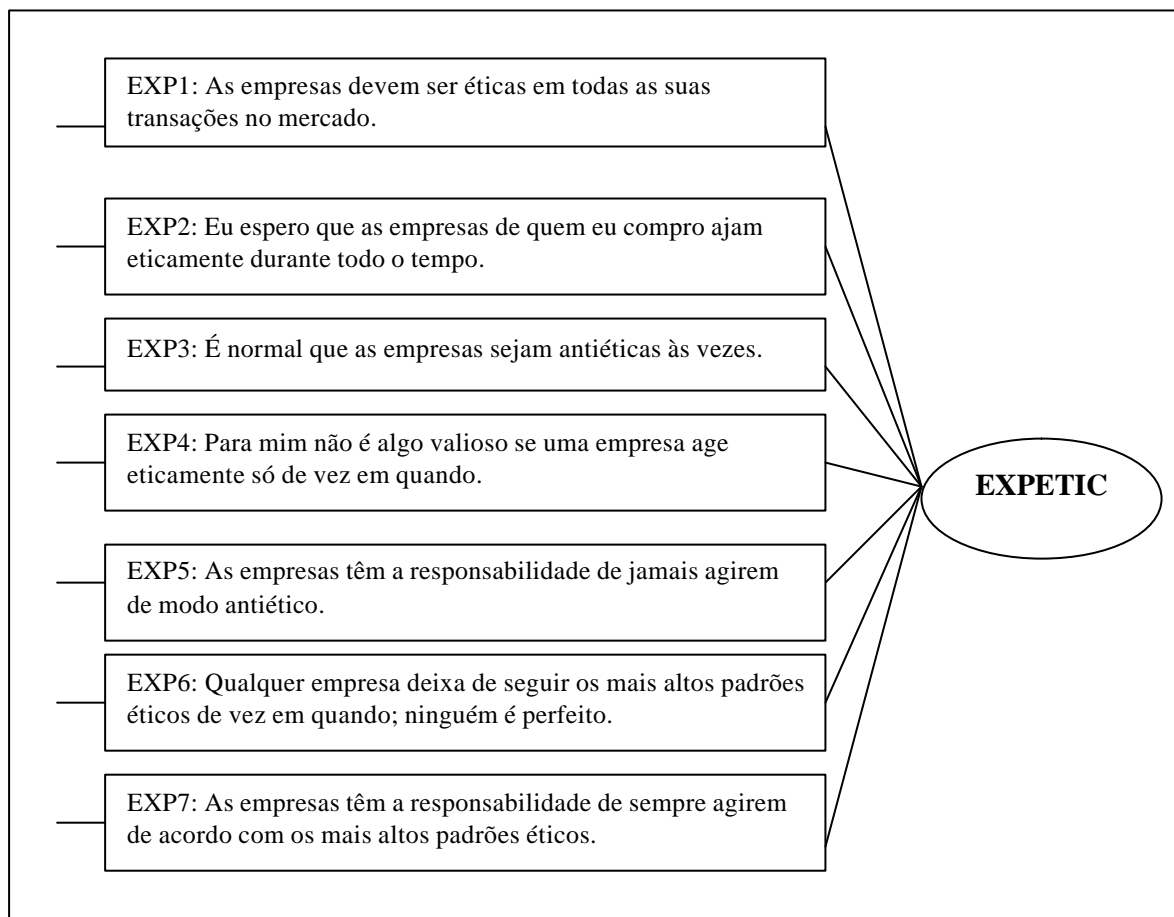 EXP1: As empresas devem ser éticas em todas as suas
transações no mercado.
EXP2: Eu espero que as empresas de quem eu compro ajam
eticamente durante todo o tempo.
EXP3: É normal que as empresas sejam antiéticas às vezes.
EXP4: Para mim não é algo valioso se uma empresa age
eticamente só de vez em quando.
EXPETIC
EXP5: As empresas têm a responsabilidade de jamais agirem
de modo antiético.
EXP6: Qualquer empresa deixa de seguir os mais altos padrões
éticos de vez em quando; ninguém é perfeito.
EXP7: As empresas têm a responsabilidade de sempre agirem
de acordo com os mais altos padrões éticos.